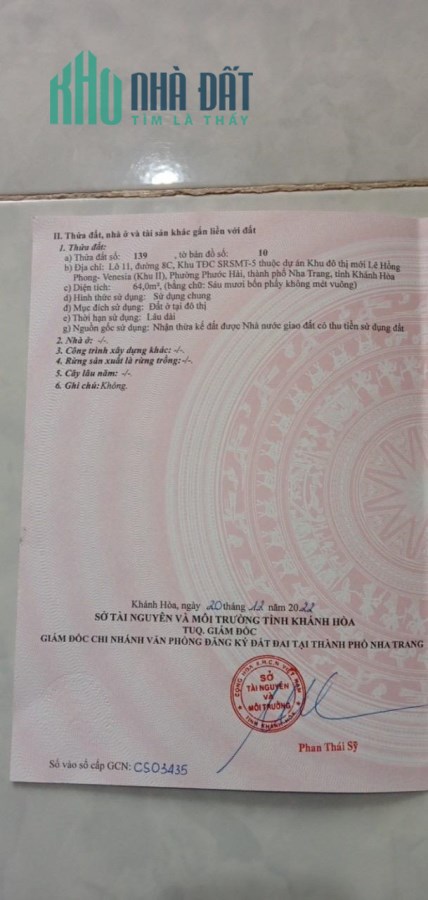 KHO NHÀ ĐẤT
TÌM LÀ THẤY
II. Thửa đất, nhà ở và tài sản khác gắn liền với đất
1. Thửa đất:
a) Thửa đất số: 139 , tờ bản đồ số: 10
b) Địa chỉ: Lô 11, đường 8C, Khu TĐC SRSMT-5 thuộc dự án Khu đô thị mới Lê Hồng
Phong- Venesia (Khu II), Phường Phước Hải, thành phố Nha Trang, tỉnh Khánh Hòa
c) Diện tích: 64,0m², (bằng chữ: Sáu mươi bốn phẩy không mét vuông)
d) Hình thức sử dụng: Sử dụng chung
đ) Mục đích sử dụng: Đất ở tại đô thị
e) Thời hạn sử dụng: Lâu dài
g) Nguồn gốc sử dụng: Nhận thừa kế đất được Nhà nước giao đất có thu tiền sử dụng đất
2. Nhà ở: -/-.
3. Công trình xây dựng khác: -/-.
4. Rừng sản xuất là rừng trồng:-/-.
5. Cây lâu năm: -/-.
6. Ghi chú: Không.
Khánh Hòa, ngày 20 tháng 12 năm 2022
SỞ TÀI NGUYÊN VÀ MÔI TRƯỜNG TỈNH KHÁNH HÒA
TUQ. GIÁM ĐỐC
GIÁM ĐỐC CHI NHÁNH VĂN PHÒNG ĐĂNG KÝ ĐẤT ĐAI TẠI THÀNH PHỐ NHA TRANG
CỘNG HÒA X.H.C.N VIỆT NAM
SỞ
TÀI NGUYÊN
VÀ
MÔI TRƯỜNG
TỈNH KHÁNH HÒA
Phan Thái Sỹ
Số vào sổ cấp GCN: CS03435